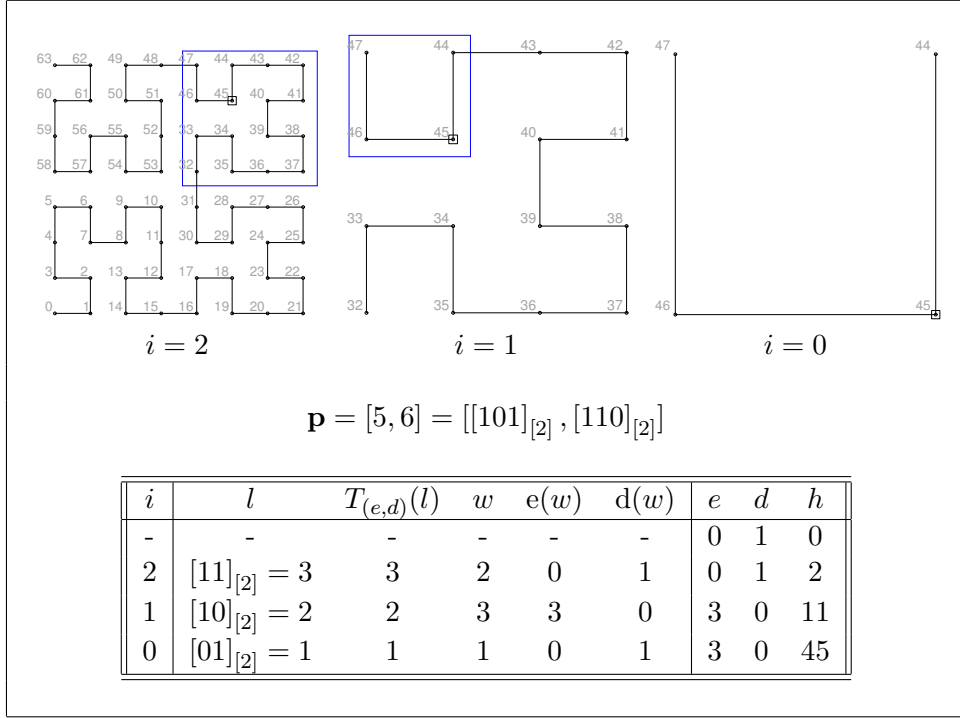 63 62 49 48 47 44 43 42
60 61 50 51 46 45 40 41
59 56 55 52 33 34 39 38
58 57 54 53 32 35 36 37
5 6 9 10 31 28 27 26
4 7 8 11 30 29 24 25
3 2 13 12 17 18 23 22
0 1 14 15 16 19 20 21
i = 2
47 44 43 42
46 45 40 41
33 34 39 38
32 35 36 37
i = 1
47 44
46 45
i = 0
p = [5, 6] = [[101]_[2] , [110]_[2]]
i l T_(e,d)(l) w e(w) d(w) e d h
- - - - - - 0 1 0
2 [11]_[2] = 3 3 2 0 1 0 1 2
1 [10]_[2] = 2 2 3 3 0 3 0 11
0 [01]_[2] = 1 1 1 0 1 3 0 45